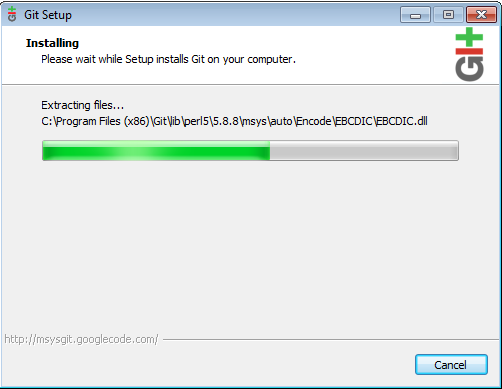 Git Setup
Installing
Please wait while Setup installs Git on your computer.
Git
Extracting files...
C:\Program Files (x86)\Git\lib\perl5\5.8.8\msys\auto\Encode\EBCDIC\EBCDIC.dll
http://msysgit.googlecode.com/
Cancel